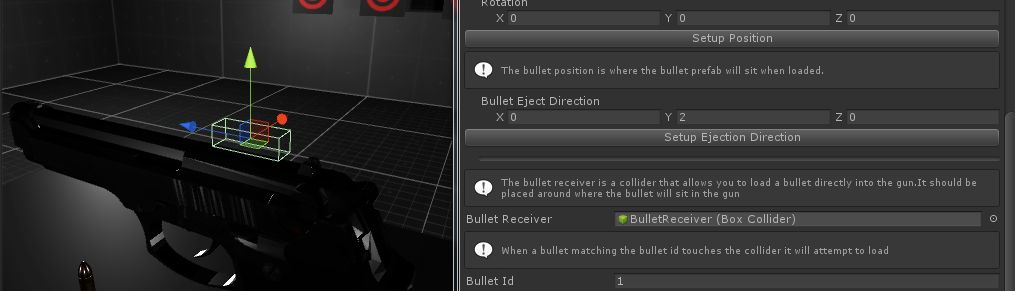 Rotation
X 0 Y 0 Z 0
Setup Position
The bullet position is where the bullet prefab will sit when loaded.
Bullet Eject Direction
X 0 Y 2 Z 0
Setup Ejection Direction
The bullet receiver is a collider that allows you to load a bullet directly into the gun.It should be
placed around where the bullet will sit in the gun
Bullet Receiver BulletReceiver (Box Collider)
When a bullet matching the bullet id touches the collider it will attempt to load
Bullet Id 1